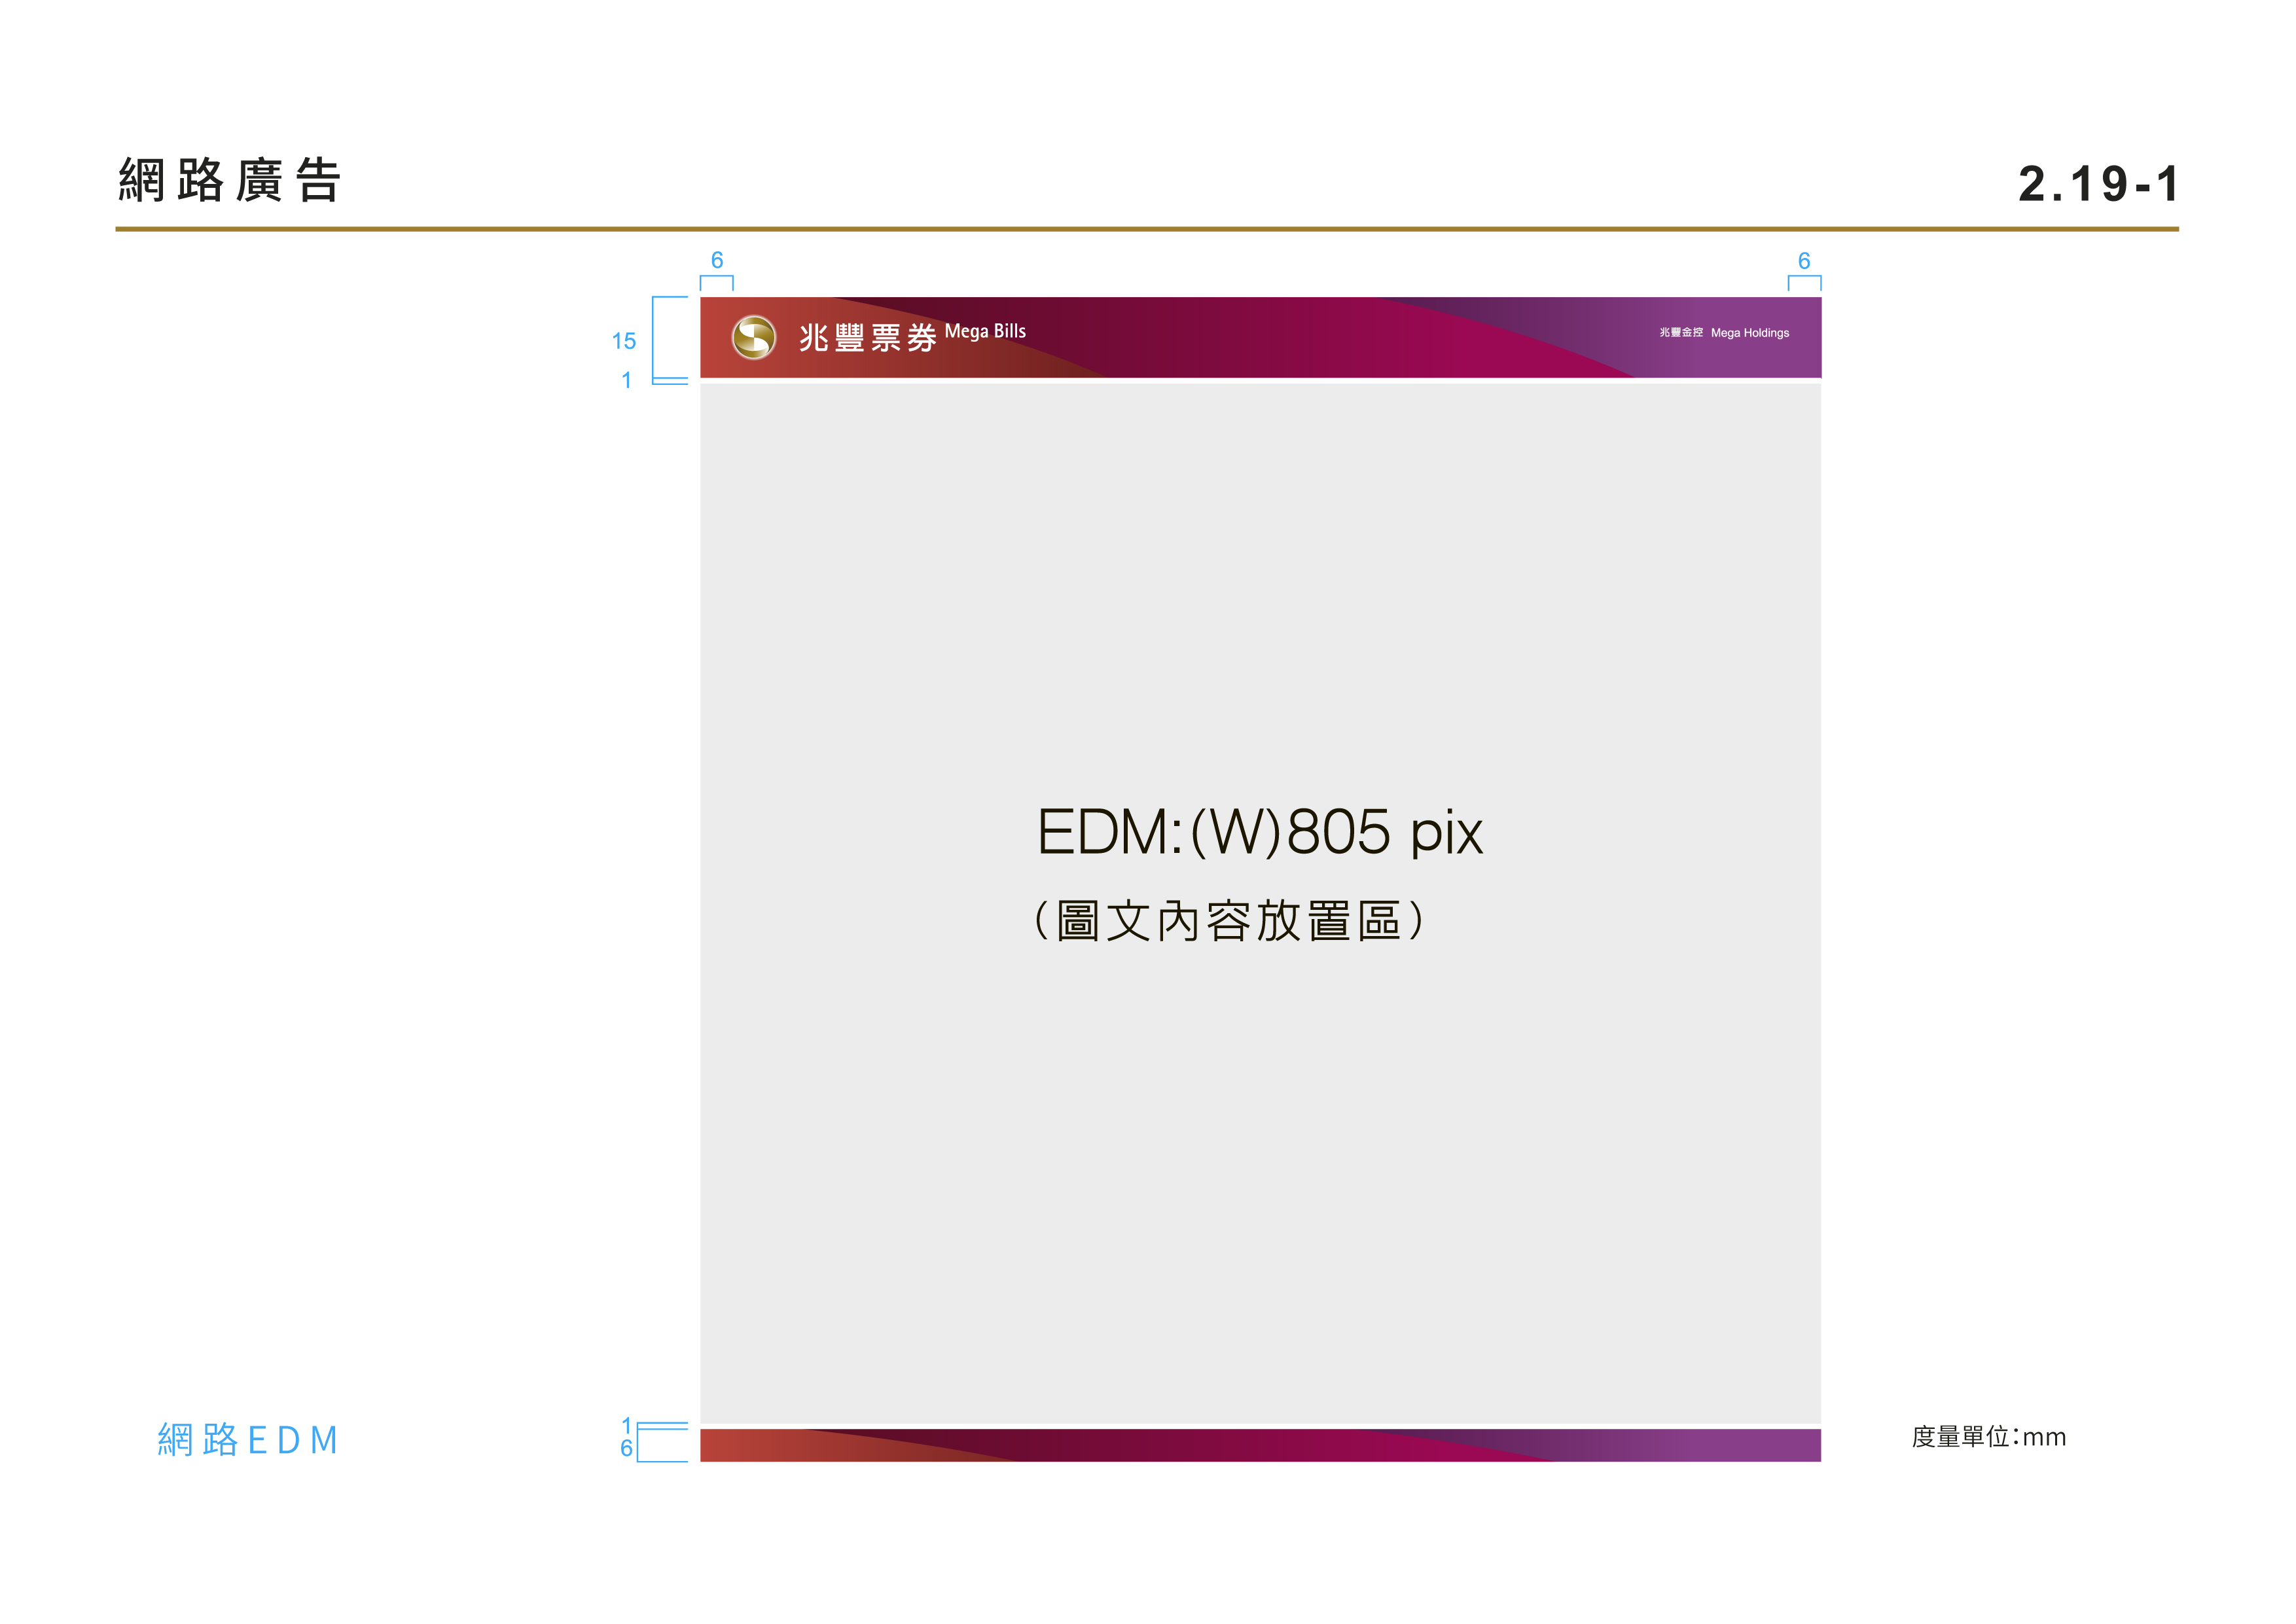 網路廣告
2.19-1
6
6
15
1
兆豐票券 Mega Bills
兆豐金控 Mega Holdings
EDM:(W)805 pix
（圖文內容放置區）
1
6
網路EDM
度量單位:mm